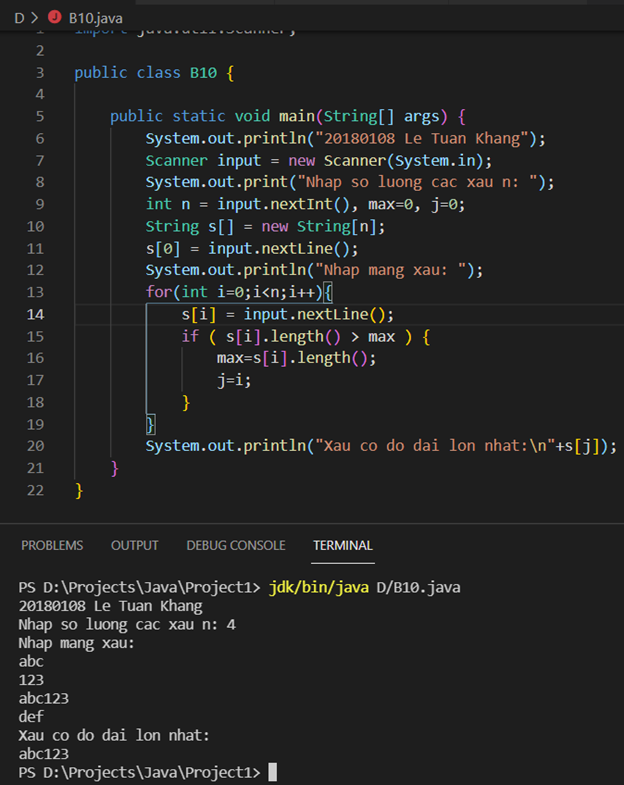 D > B10.java
1 import java.util.Scanner;
2
3 public class B10 {
4
5 public static void main(String[] args) {
6 System.out.println("20180108 Le Tuan Khang");
7 Scanner input = new Scanner(System.in);
8 System.out.print("Nhap so luong cac xau n: ");
9 int n = input.nextInt(), max=0, j=0;
10 String s[] = new String[n];
11 s[0] = input.nextLine();
12 System.out.println("Nhap mang xau: ");
13 for(int i=0;i<n;i++){
14 s[i] = input.nextLine();
15 if ( s[i].length() > max ) {
16 max=s[i].length();
17 j=i;
18 }
19 }
20 System.out.println("Xau co do dai lon nhat:\n"+s[j]);
21 }
22 }
PROBLEMS OUTPUT DEBUG CONSOLE TERMINAL
PS D:\Projects\Java\Project1> jdk/bin/java D/B10.java
20180108 Le Tuan Khang
Nhap so luong cac xau n: 4
Nhap mang xau:
abc
123
abc123
def
Xau co do dai lon nhat:
abc123
PS D:\Projects\Java\Project1>